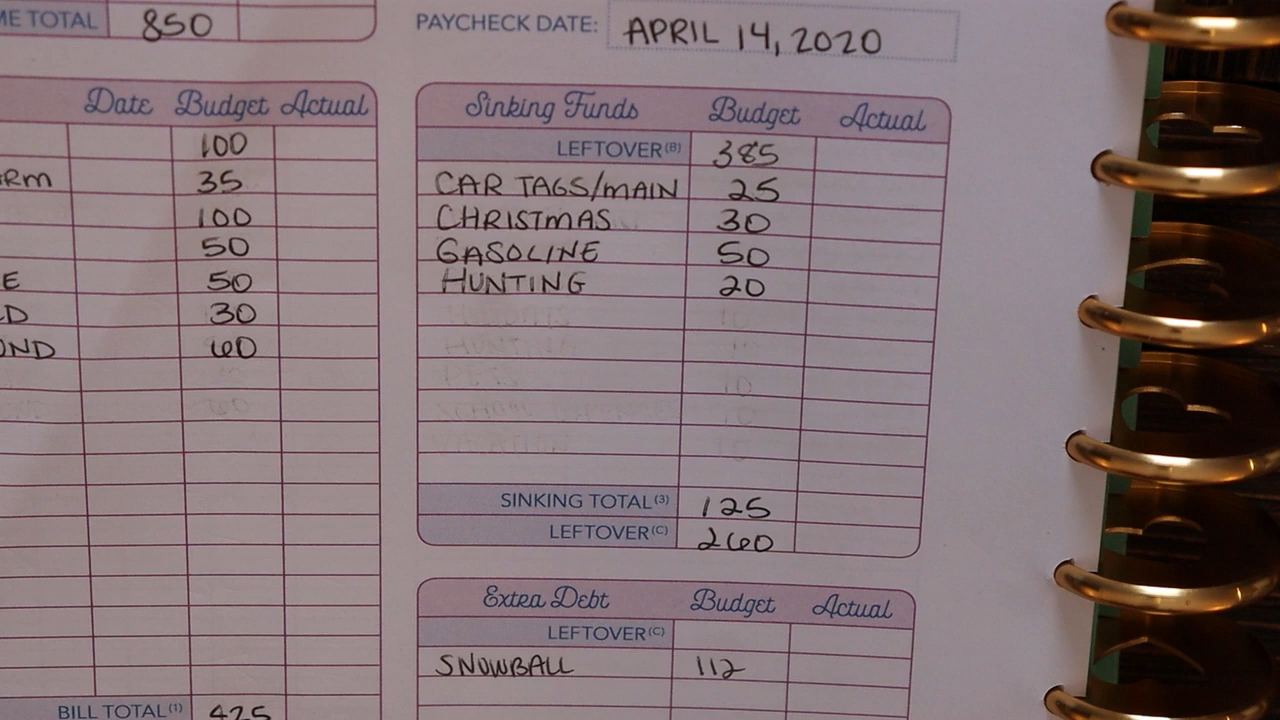 ME TOTAL 850
PAYCHECK DATE: APRIL 14, 2020
Date Budget Actual
100
RM 35
100
50
E 50
D 30
OND 60
BILL TOTAL (1) 425
Sinking Funds Budget Actual
LEFTOVER (B) 385
CAR TAGS/MAIN 25
CHRISTMAS 30
GASOLINE 50
HUNTING 20
SINKING TOTAL (3) 125
LEFTOVER (C) 260
Extra Debt Budget Actual
LEFTOVER (C)
SNOWBALL 112